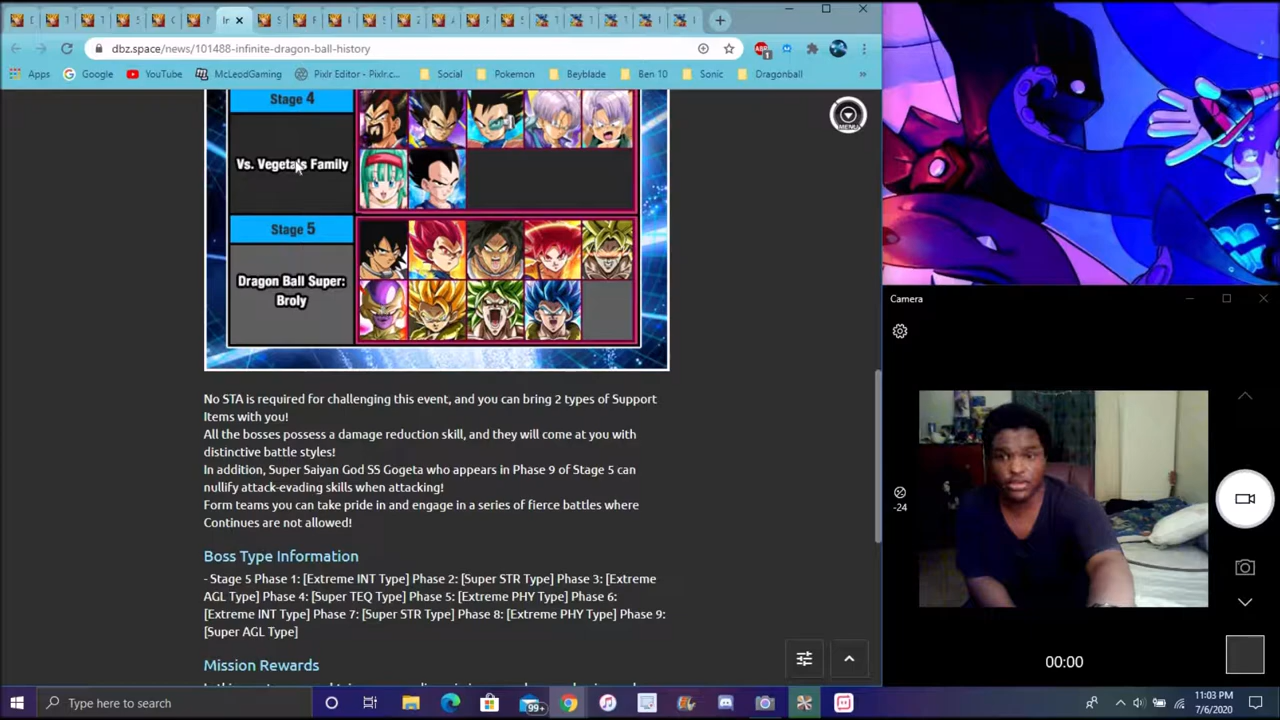 dbz.space/news/101488-infinite-dragon-ball-history
Apps Google YouTube McLeodGaming Pixlr Editor - Pixlr.c... Social Pokemon Beyblade Ben 10 Sonic Dragonball »
MENU
Stage 4
Vs. Vegeta's Family
Stage 5
Dragon Ball Super:
Broly
No STA is required for challenging this event, and you can bring 2 types of Support
Items with you!
All the bosses possess a damage reduction skill, and they will come at you with
distinctive battle styles!
In addition, Super Saiyan God SS Gogeta who appears in Phase 9 of Stage 5 can
nullify attack-evading skills when attacking!
Form teams you can take pride in and engage in a series of fierce battles where
Continues are not allowed!
Boss Type Information
- Stage 5 Phase 1: [Extreme INT Type] Phase 2: [Super STR Type] Phase 3: [Extreme
AGL Type] Phase 4: [Super TEQ Type] Phase 5: [Extreme PHY Type] Phase 6:
[Extreme INT Type] Phase 7: [Super STR Type] Phase 8: [Extreme PHY Type] Phase 9:
[Super AGL Type]
Mission Rewards
Camera
-24
00:00
Type here to search
99+
11:03 PM
7/6/2020